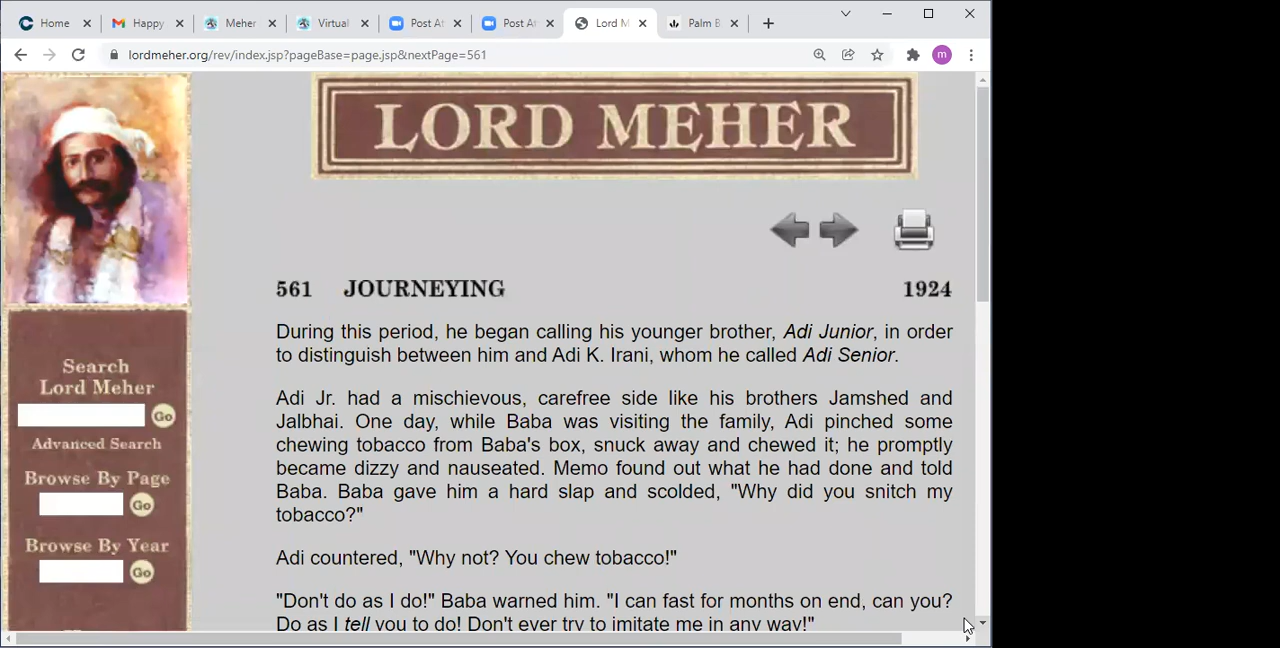 Home
Happy
Meher
Virtual
Post Af
Post Af
Lord M
Palm B
lordmeher.org/rev/index.jsp?pageBase=page.jsp&nextPage=561
m
LORD MEHER
561 JOURNEYING 1924
During this period, he began calling his younger brother, Adi Junior, in order
to distinguish between him and Adi K. Irani, whom he called Adi Senior.
Adi Jr. had a mischievous, carefree side like his brothers Jamshed and
Jalbhai. One day, while Baba was visiting the family, Adi pinched some
chewing tobacco from Baba's box, snuck away and chewed it; he promptly
became dizzy and nauseated. Memo found out what he had done and told
Baba. Baba gave him a hard slap and scolded, "Why did you snitch my
tobacco?"
Adi countered, "Why not? You chew tobacco!"
"Don't do as I do!" Baba warned him. "I can fast for months on end, can you?
Do as I tell you to do! Don't ever try to imitate me in any way!"
Search
Lord Meher
Go
Advanced Search
Browse By Page
Go
Browse By Year
Go